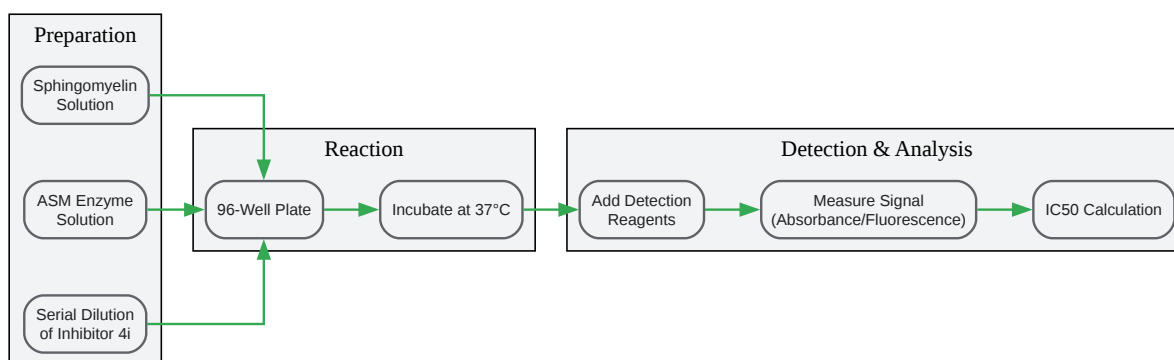 Preparation
Sphingomyelin
Solution
ASM Enzyme
Solution
Serial Dilution
of Inhibitor 4i
Reaction
96-Well Plate
Incubate at 37°C
Detection & Analysis
Add Detection
Reagents
Measure Signal
(Absorbance/Fluorescence)
IC50 Calculation